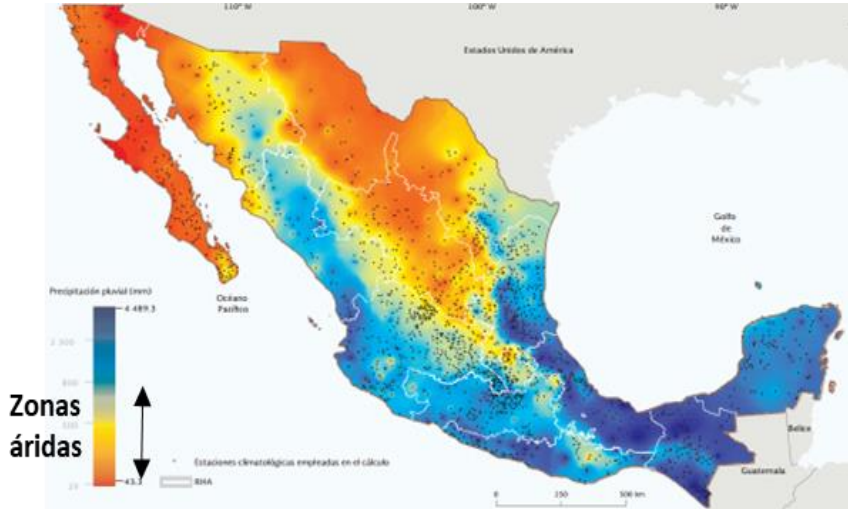 110° W
100° W
90° W
Estados Unidos de América
Golfo
de
México
Precipitación pluvial (mm)
4 489.3
Océano
Pacífico
800
Zonas
áridas
43.3
Estaciones climatológicas empleadas en el cálculo
RHA
Belice
Guatemala
0
250
500 km